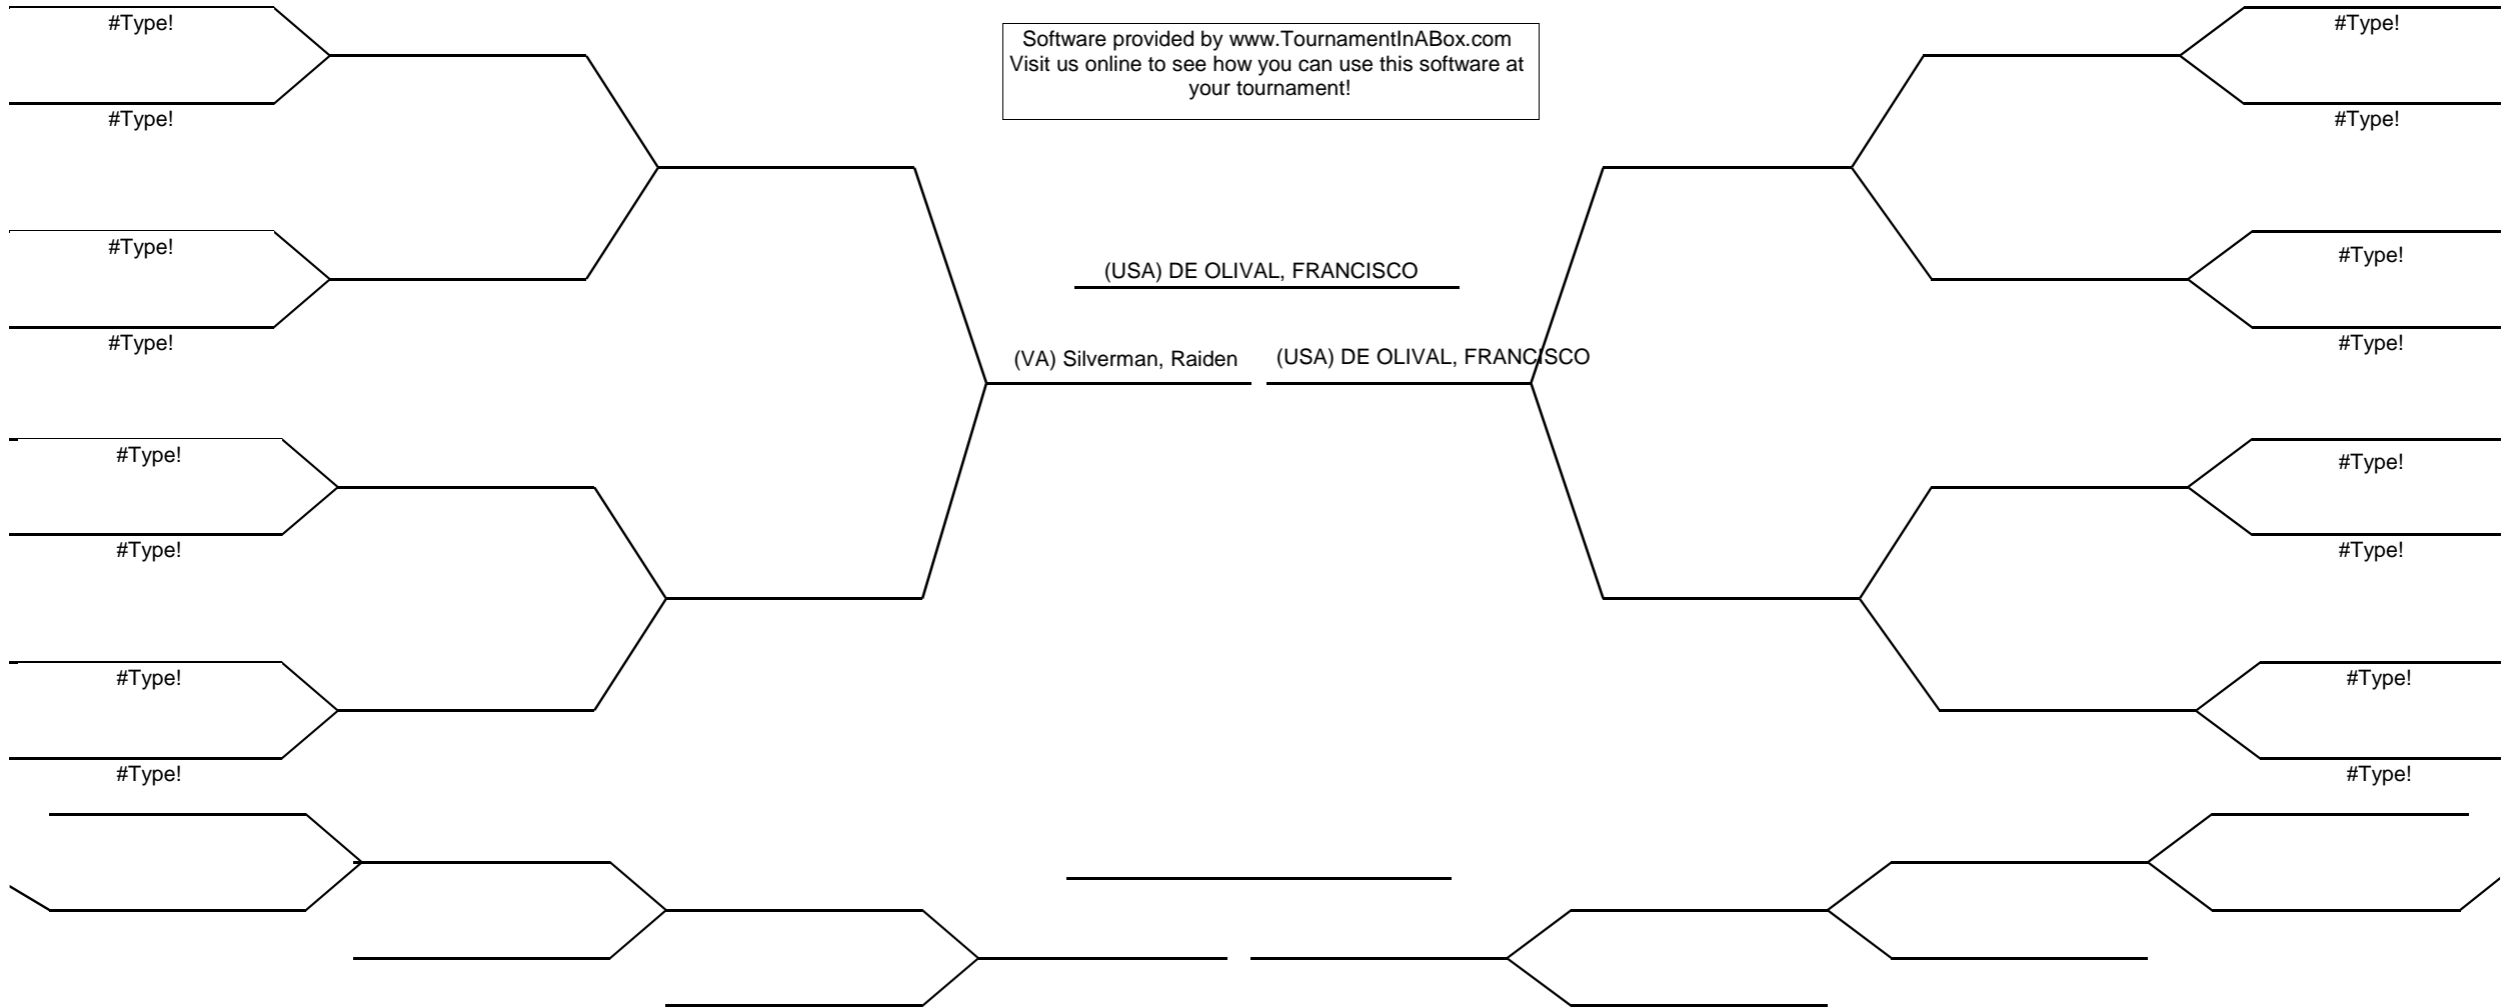 #Type!
#Type!
Software provided by www.TournamentInABox.com
Visit us online to see how you can use this software at
your tournament!
#Type!
#Type!
#Type!
#Type!
(USA) DE OLIVAL, FRANCISCO
#Type!
#Type!
(VA) Silverman, Raiden
(USA) DE OLIVAL, FRANCISCO
#Type!
#Type!
#Type!
#Type!
#Type!
#Type!
#Type!
#Type!